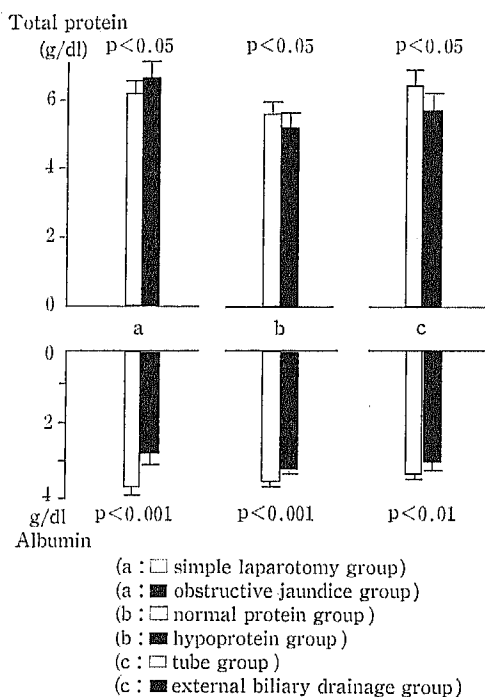 Total protein
(g/dl) p<0.05 p<0.05 p<0.05
6
4
2
0
a b c
0
2
4
g/dl p<0.001 p<0.001 p<0.01
Albumin
(a : □ simple laparotomy group)
(a : ■ obstructive jaundice group)
(b : □ normal protein group)
(b : ■ hypoprotein group)
(c : □ tube group)
(c : ■ external biliary drainage group)